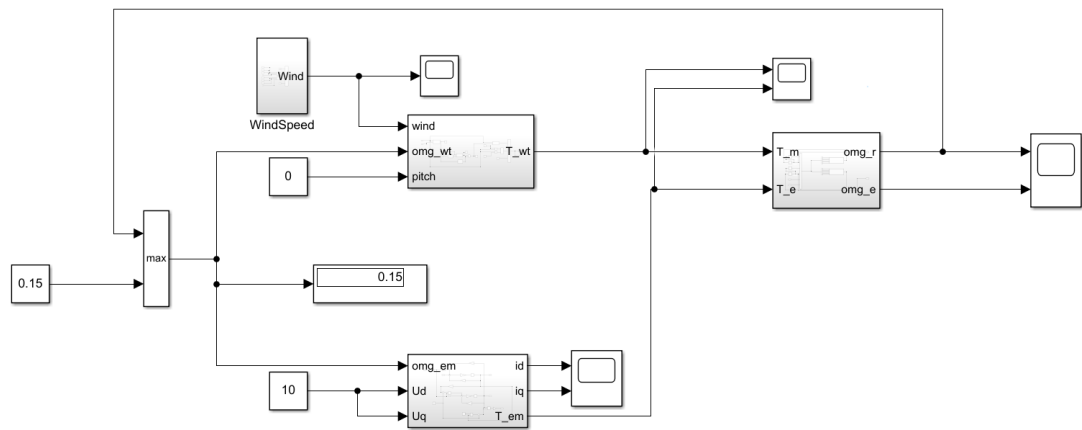 Wind
WindSpeed
wind
omg_wt
pitch
T_wt
0
T_m
T_e
omg_r
omg_e
max
0.15
0.15
10
omg_em
Ud
Uq
id
iq
T_em